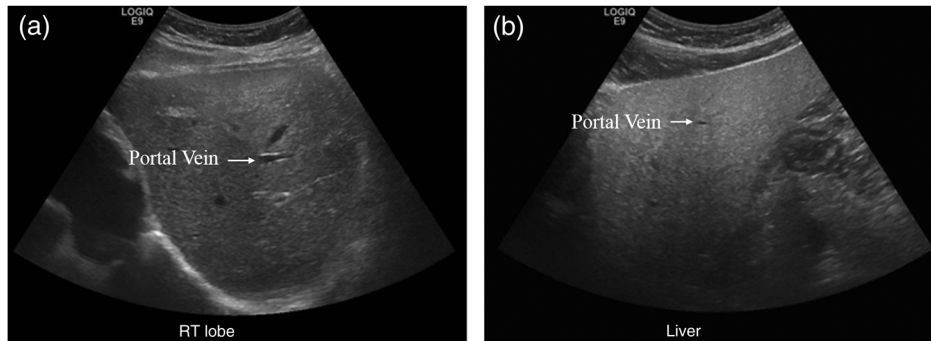 (a)
LOGIQ
E9
Portal Vein
RT lobe
(b)
LOGIQ
E9
Portal Vein
Liver